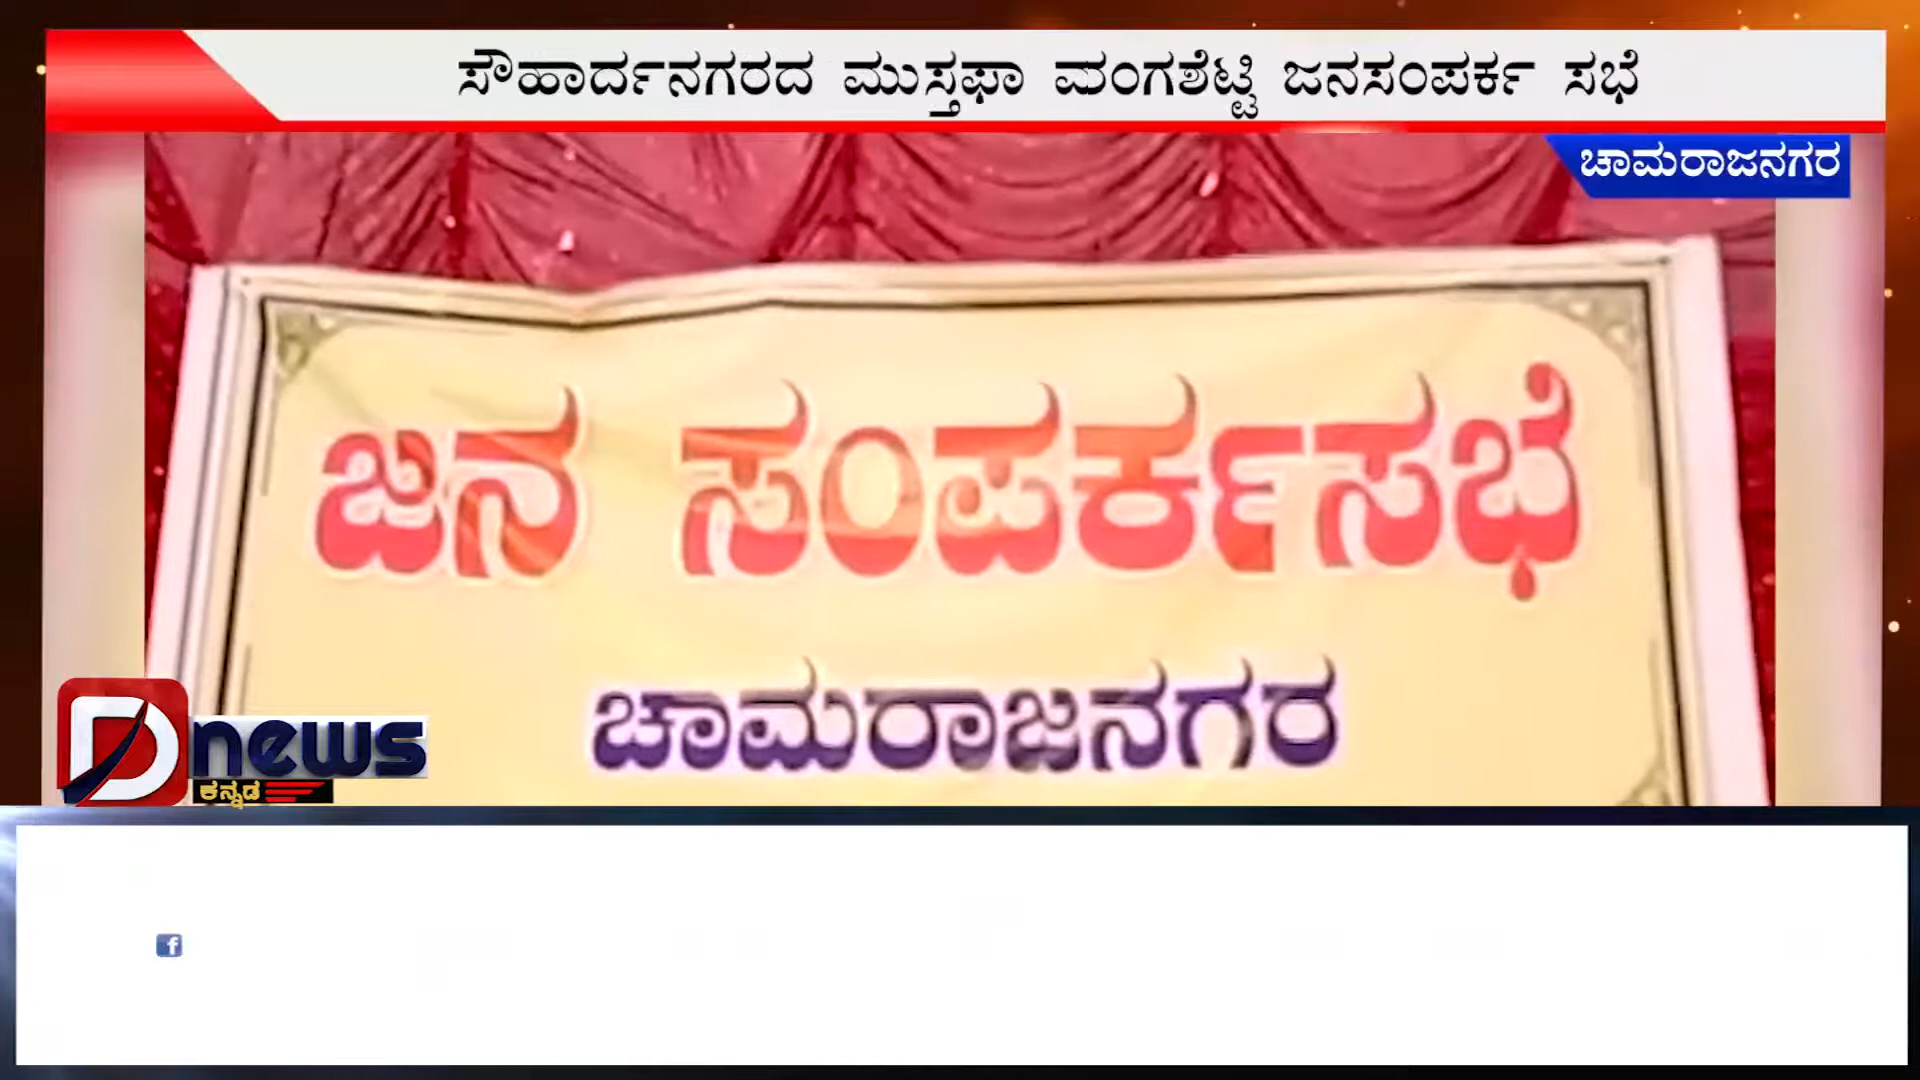 ಸೌಹಾರ್ದನಗರದ ಮುಸ್ತಫಾ ಮಂಗಶೆಟ್ಟಿ ಜನಸಂಪರ್ಕ ಸಭೆ
ಚಾಮರಾಜನಗರ
ಜನ ಸಂಪರ್ಕಸಭೆ
ಚಾಮರಾಜನಗರ
D news
ಕನ್ನಡ
f